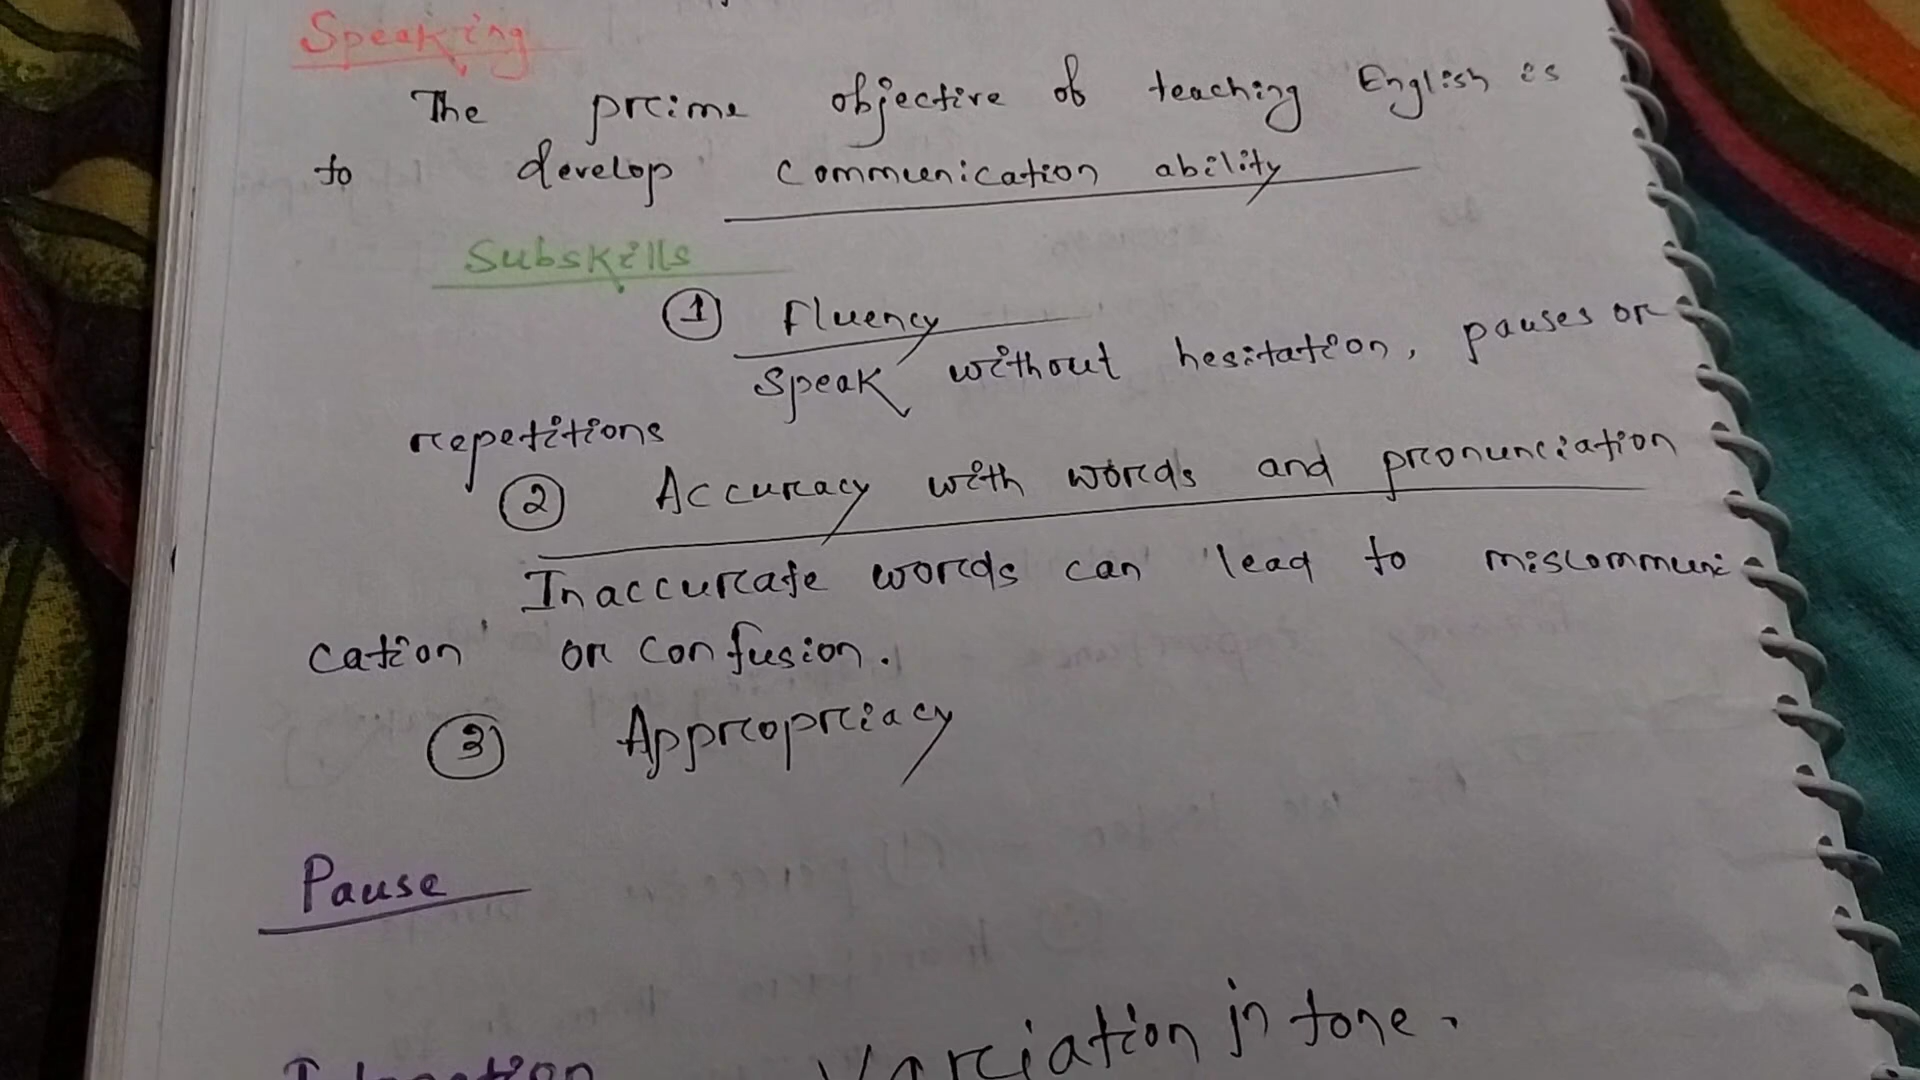 Speaking
The prime objective of teaching English is
to develop communication ability
Subskills
① Fluency
Speak without hesitation, pauses or
repetitions
② Accuracy with words and pronunciation
Inaccurate words can lead to miscommuni
cation or confusion.
③ Appropriacy
Pause
Variation in tone.